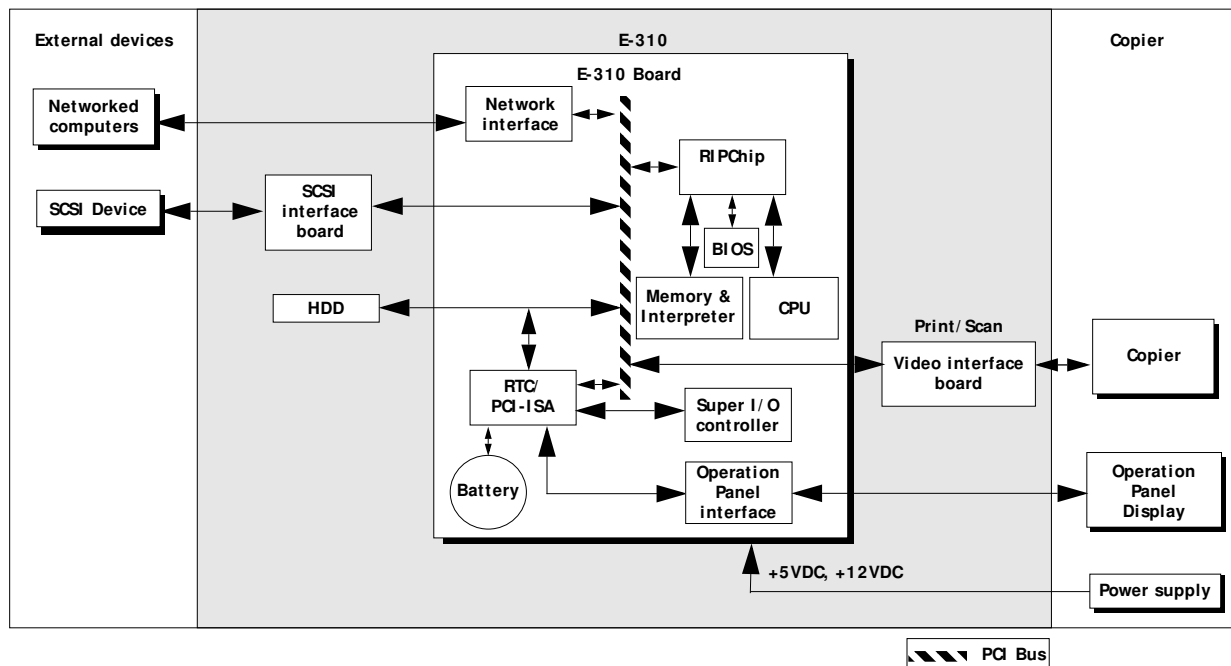 External devices
E-310
Copier
E-310 Board
Networked
computers
Network
interface
RIPChip
SCSI Device
SCSI
interface
board
BIOS
HDD
Memory &
Interpreter
CPU
Print/Scan
Video interface
board
Copier
RTC/
PCI-ISA
Super I/O
controller
Battery
Operation
Panel
interface
Operation
Panel
Display
+5VDC, +12VDC
Power supply
PCI Bus